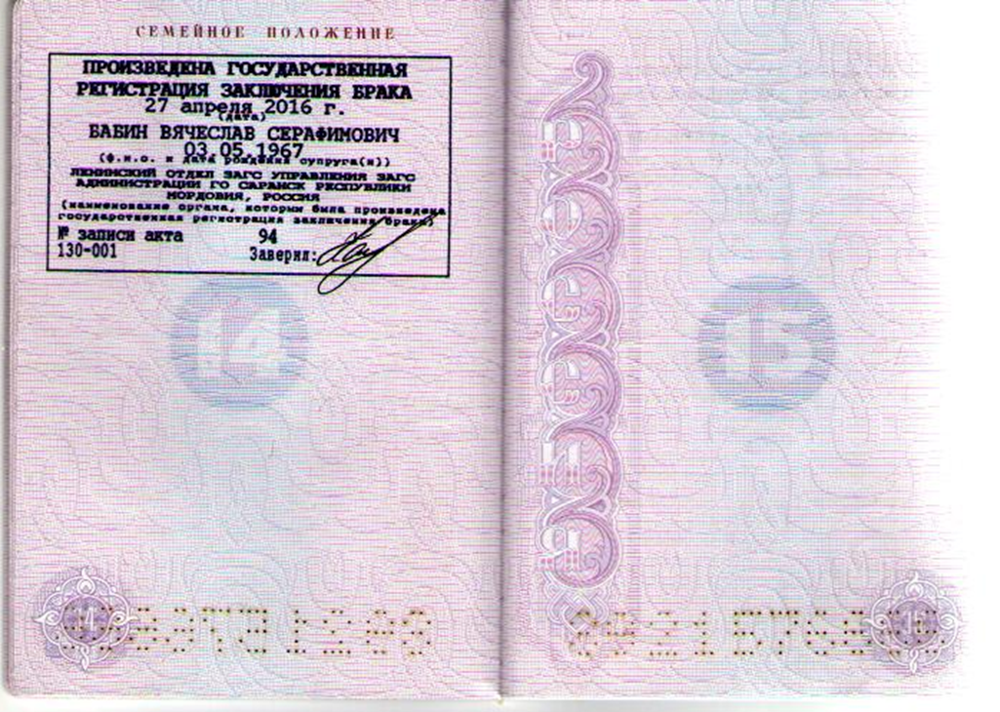 СЕМЕЙНОЕ ПОЛОЖЕНИЕ
ПРОИЗВЕДЕНА ГОСУДАРСТВЕННАЯ
РЕГИСТРАЦИЯ ЗАКЛЮЧЕНИЯ БРАКА
27 апреля 2016 г.
(дата)
БАБИН ВЯЧЕСЛАВ СЕРАФИМОВИЧ
03.05.1967
(ф.и.о. и дата рождения супруга(и))
ЛЕНИНСКИЙ ОТДЕЛ ЗАГС УПРАВЛЕНИЯ ЗАГС
АДМИНИСТРАЦИИ ГО САРАНСК РЕСПУБЛИКИ
МОРДОВИЯ, РОССИЯ
(наименование органа, которым была произведена
государственная регистрация заключения брака)
№ записи акта 94
130-001 Заверил:
14
15
14
15